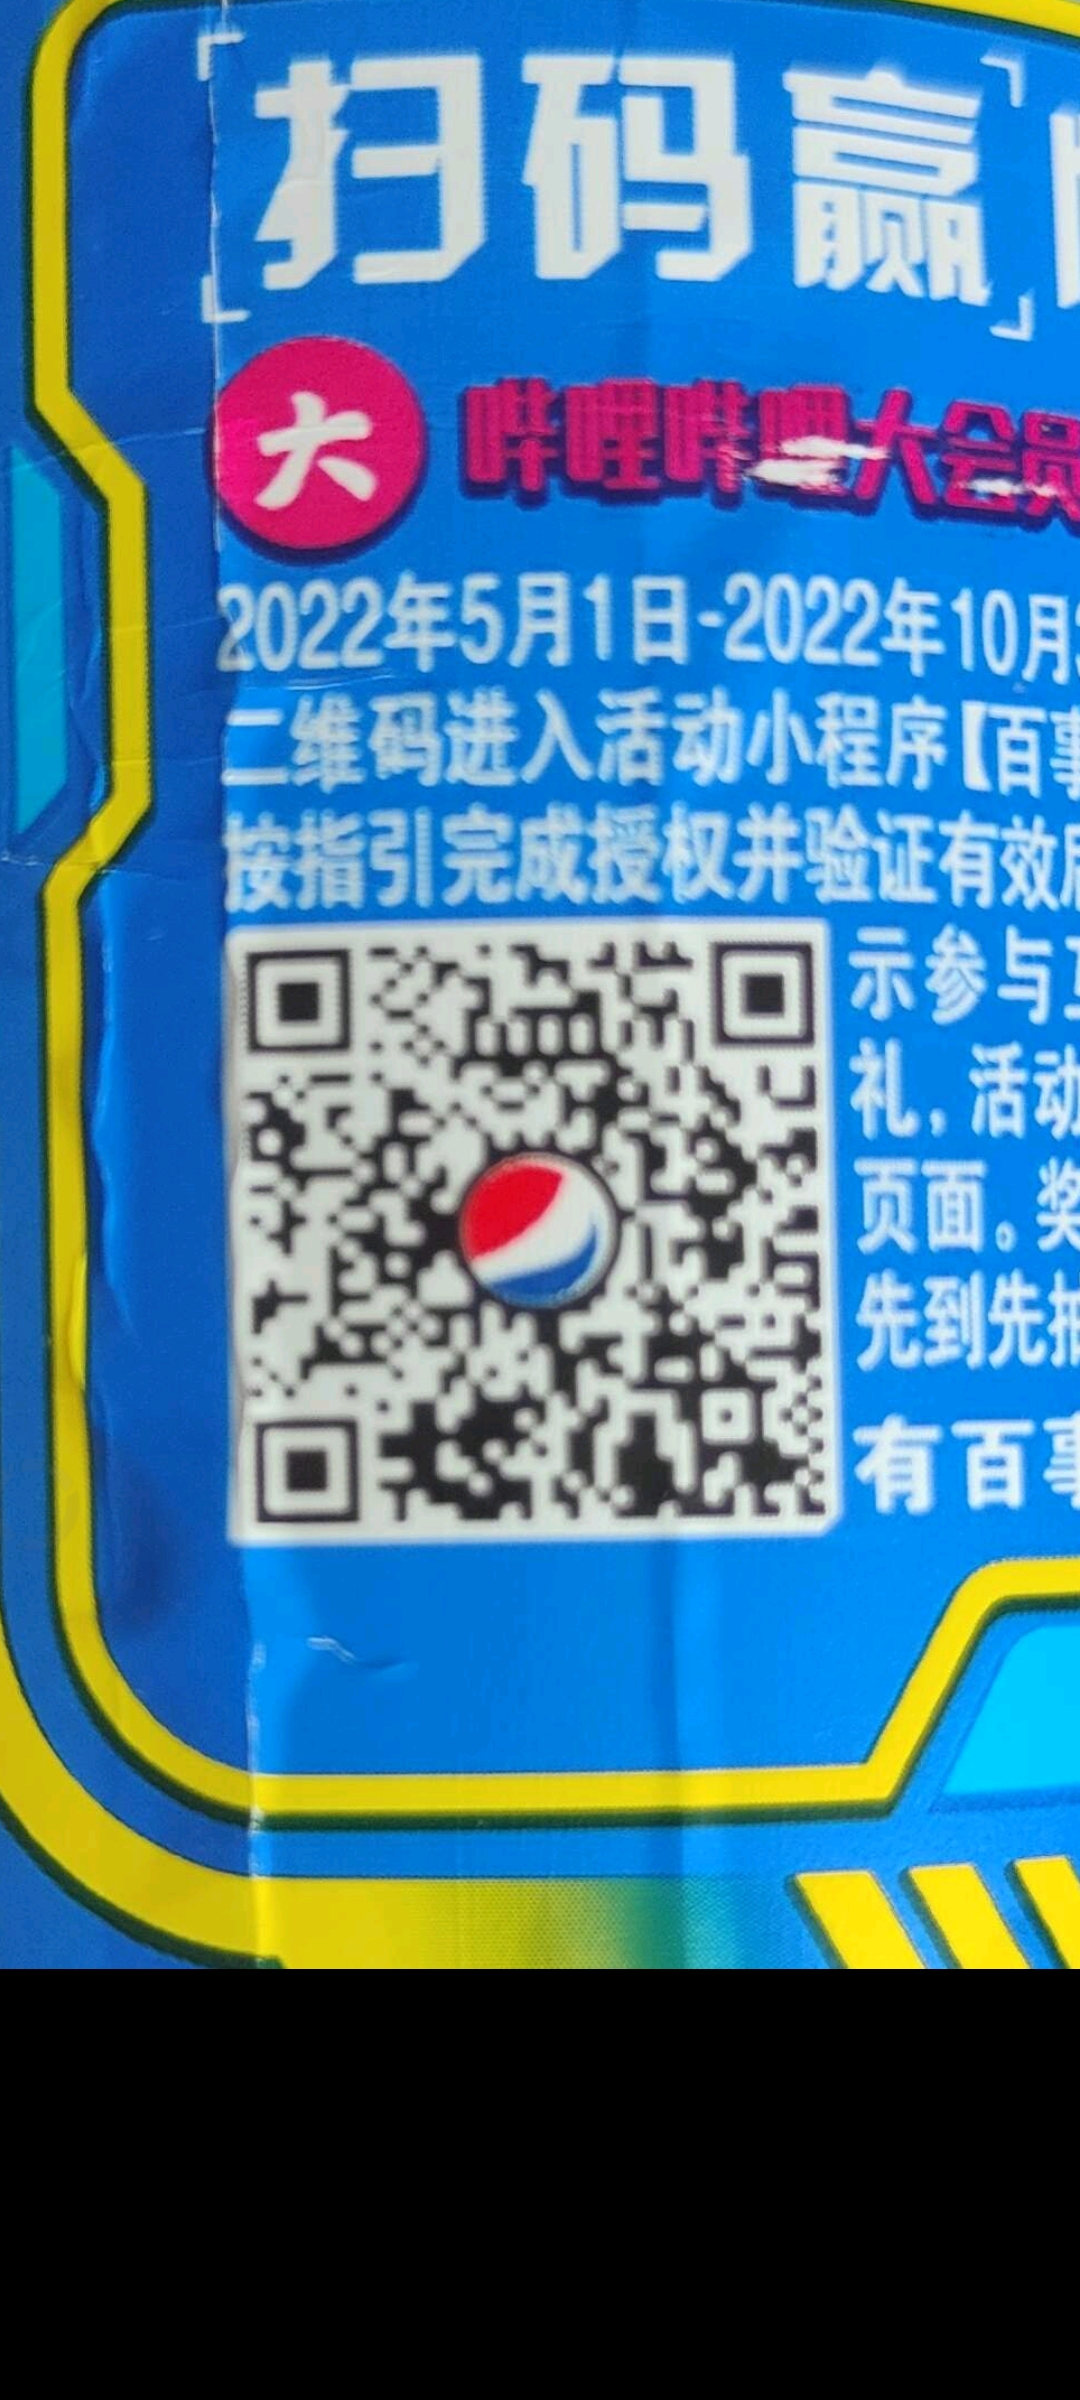 扫码赢
大 哔哩哔哩大会员
2022年5月1日-2022年10月
二维码进入活动小程序【百事
按指引完成授权并验证有效
示参与互
礼,活动
页面。奖
先到先抽
有百事